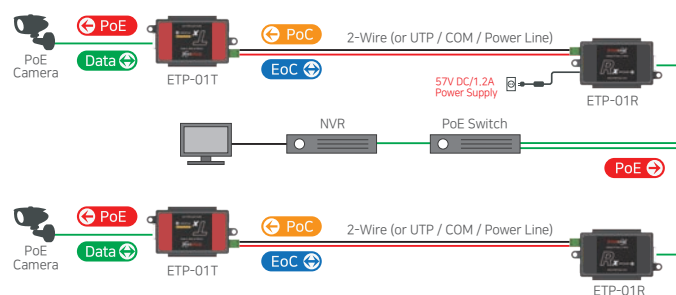 PoE
PoC
2-Wire (or UTP / COM / Power Line)
PoE
Camera
Data
EoC
57V DC/1.2A
Power Supply
ETP-01T
ETP-01R
NVR
PoE Switch
PoE
PoE
PoC
2-Wire (or UTP / COM / Power Line)
PoE
Camera
Data
EoC
ETP-01T
ETP-01R